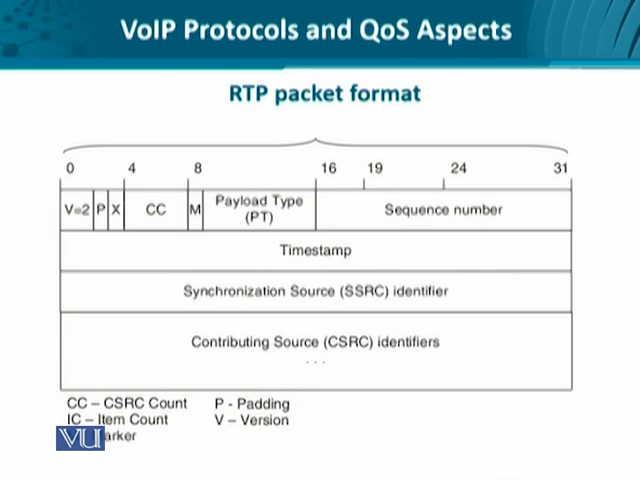 VoIP Protocols and QoS Aspects
RTP packet format
0 4 8 16 19 24 31
V=2 P X CC M Payload Type (PT) Sequence number
Timestamp
Synchronization Source (SSRC) identifier
Contributing Source (CSRC) identifiers
. . .
CC – CSRC Count P - Padding
IC – Item Count V – Version
VU arker